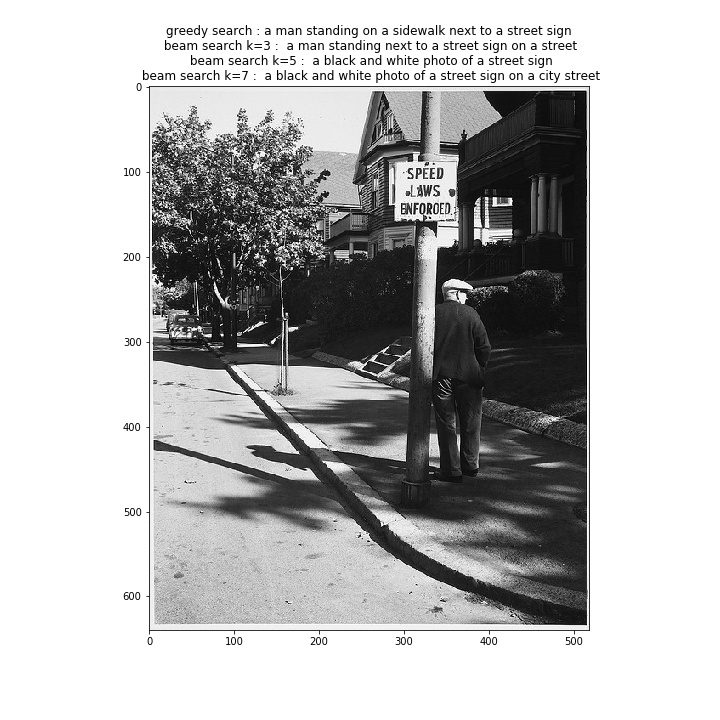 greedy search : a man standing on a sidewalk next to a street sign
beam search k=3 :  a man standing next to a street sign on a street
beam search k=5 :  a black and white photo of a street sign
beam search k=7 :  a black and white photo of a street sign on a city street
0
100
200
300
400
500
600
SPEED
LAWS
ENFORCED
0
100
200
300
400
500